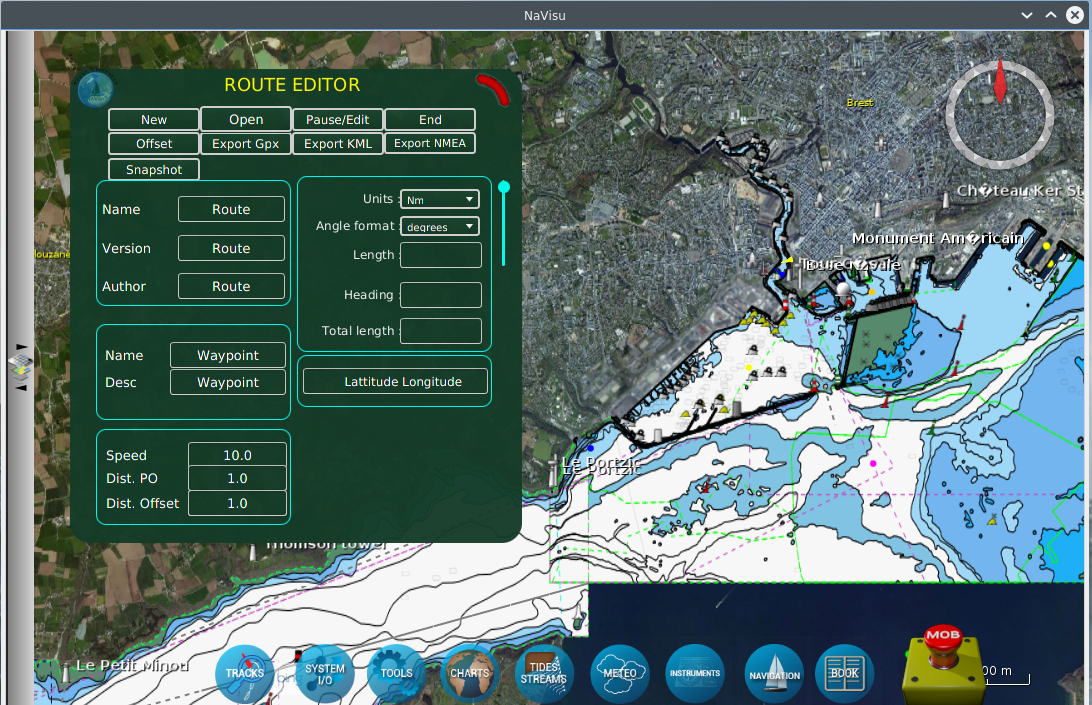 NaVisu
ROUTE EDITOR
New Open Pause/Edit End
Offset Export Gpx Export KML Export NMEA
Snapshot
Name Route
Version Route
Author Route
Units : Nm
Angle format : degrees
Length :
Heading :
Total length :
Name Waypoint
Desc Waypoint
Lattitude Longitude
Speed 10.0
Dist. PO 1.0
Dist. Offset 1.0
Brest
Ch�teau Ker St
Monument Am�ricain
Le Portzic
Le Portzic
Thomson tower
Le Petit Minou
TRACKS
SYSTEM
I/O
TOOLS
CHARTS
TIDES
STREAMS
METEO
INSTRUMENTS
NAVIGATION
BOOK
MOB
00 m